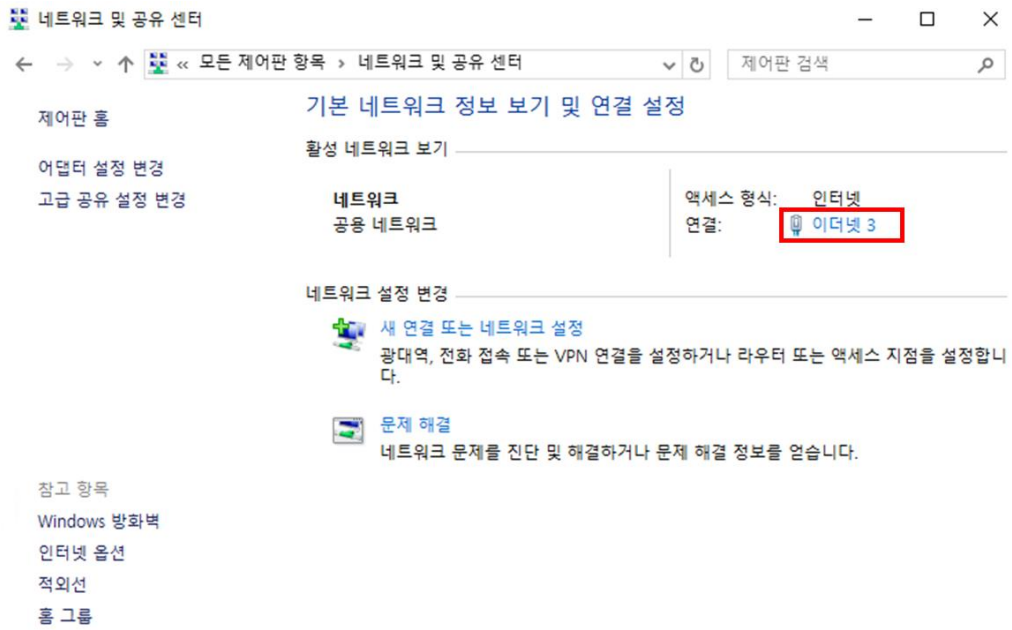 네트워크 및 공유 센터
« 모든 제어판 항목 › 네트워크 및 공유 센터
제어판 검색
제어판 홈
어댑터 설정 변경
고급 공유 설정 변경
기본 네트워크 정보 보기 및 연결 설정
활성 네트워크 보기
네트워크
공용 네트워크
액세스 형식: 인터넷
연결: 이더넷 3
네트워크 설정 변경
새 연결 또는 네트워크 설정
광대역, 전화 접속 또는 VPN 연결을 설정하거나 라우터 또는 액세스 지점을 설정합니
다.
문제 해결
네트워크 문제를 진단 및 해결하거나 문제 해결 정보를 얻습니다.
참고 항목
Windows 방화벽
인터넷 옵션
적외선
홈 그룹